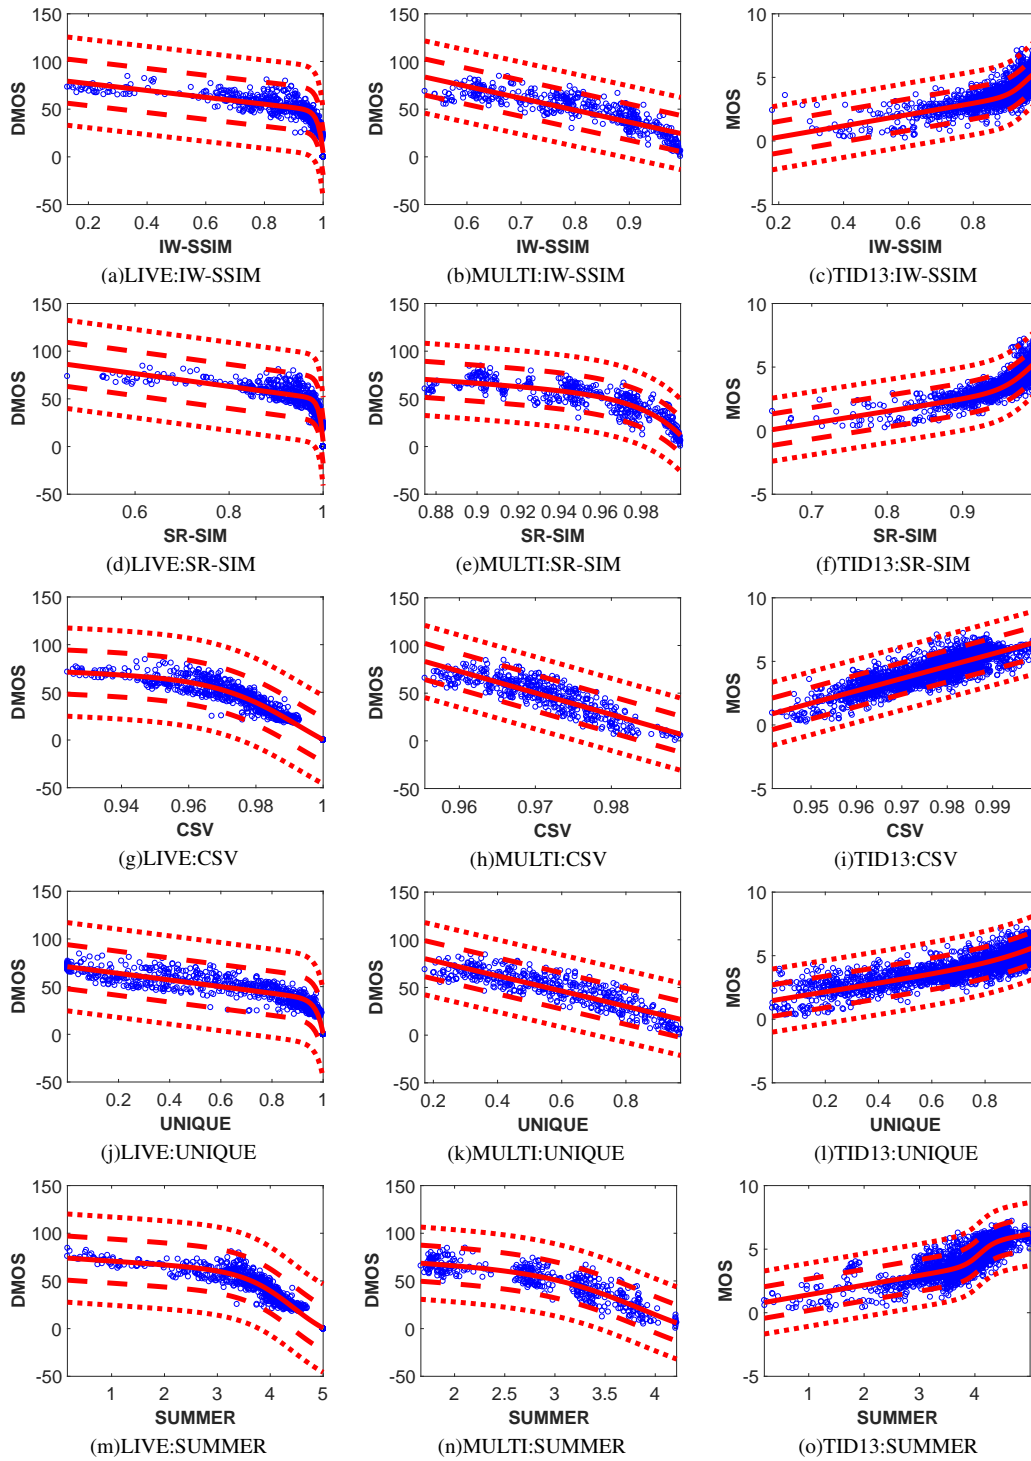 150
100
50
0
-50
DMOS
0.2 0.4 0.6 0.8 1
IW-SSIM
(a)LIVE:IW-SSIM
150
100
50
0
-50
DMOS
0.6 0.7 0.8 0.9
IW-SSIM
(b)MULTI:IW-SSIM
10
5
0
-5
MOS
0.2 0.4 0.6 0.8
IW-SSIM
(c)TID13:IW-SSIM
150
100
50
0
-50
DMOS
0.6 0.8 1
SR-SIM
(d)LIVE:SR-SIM
150
100
50
0
-50
DMOS
0.88 0.9 0.92 0.94 0.96 0.98
SR-SIM
(e)MULTI:SR-SIM
10
5
0
-5
MOS
0.7 0.8 0.9
SR-SIM
(f)TID13:SR-SIM
150
100
50
0
-50
DMOS
0.94 0.96 0.98 1
CSV
(g)LIVE:CSV
150
100
50
0
-50
DMOS
0.96 0.97 0.98
CSV
(h)MULTI:CSV
10
5
0
-5
MOS
0.95 0.96 0.97 0.98 0.99
CSV
(i)TID13:CSV
150
100
50
0
-50
DMOS
0.2 0.4 0.6 0.8 1
UNIQUE
(j)LIVE:UNIQUE
150
100
50
0
-50
DMOS
0.2 0.4 0.6 0.8
UNIQUE
(k)MULTI:UNIQUE
10
5
0
-5
MOS
0.2 0.4 0.6 0.8
UNIQUE
(l)TID13:UNIQUE
150
100
50
0
-50
DMOS
1 2 3 4 5
SUMMER
(m)LIVE:SUMMER
150
100
50
0
-50
DMOS
2 2.5 3 3.5 4
SUMMER
(n)MULTI:SUMMER
10
5
0
-5
MOS
1 2 3 4
SUMMER
(o)TID13:SUMMER